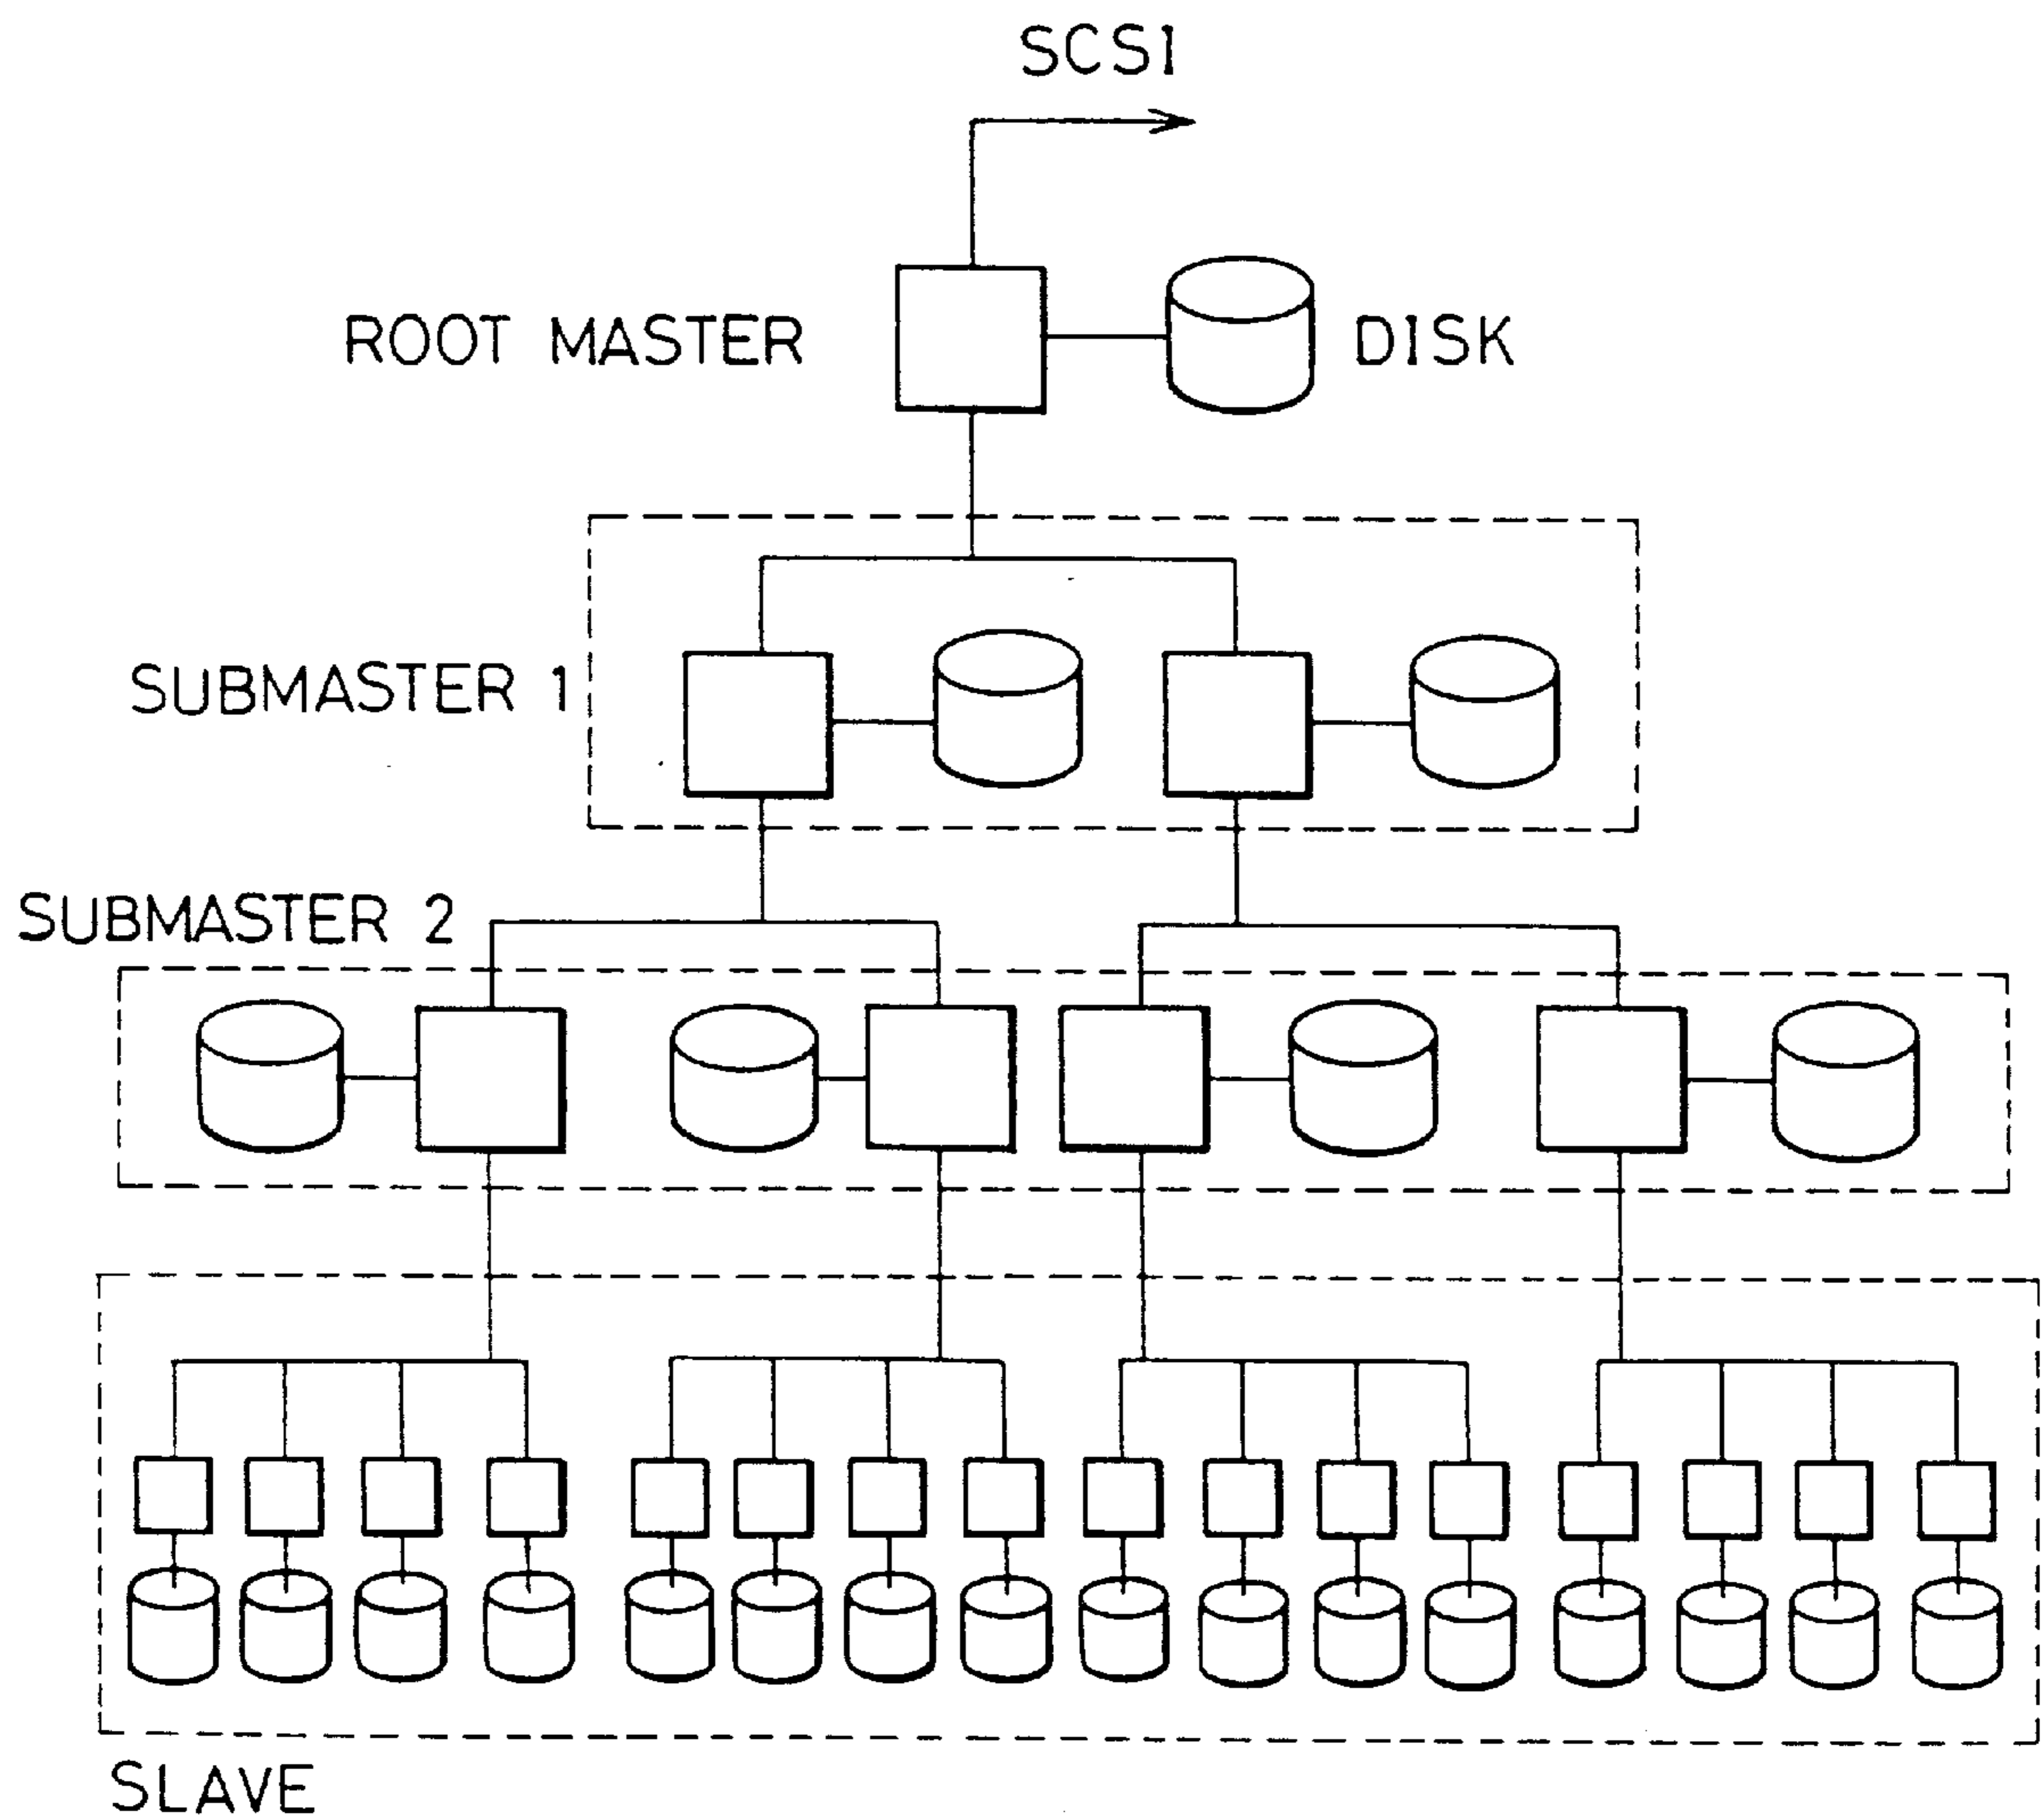 SCSI
ROOT MASTER
DISK
SUBMASTER 1
SUBMASTER 2
SLAVE